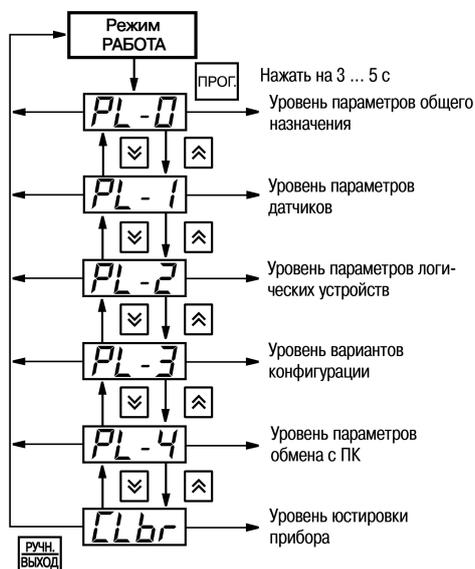 Режим
РАБОТА
ПРОГ.
Нажать на 3 ... 5 с
PL-0
Уровень параметров общего
назначения
PL-1
Уровень параметров
датчиков
PL-2
Уровень параметров логи-
ческих устройств
PL-3
Уровень вариантов
конфигурации
PL-4
Уровень параметров
обмена с ПК
CLbr
Уровень юстировки
прибора
РУЧН.
ВЫХОД